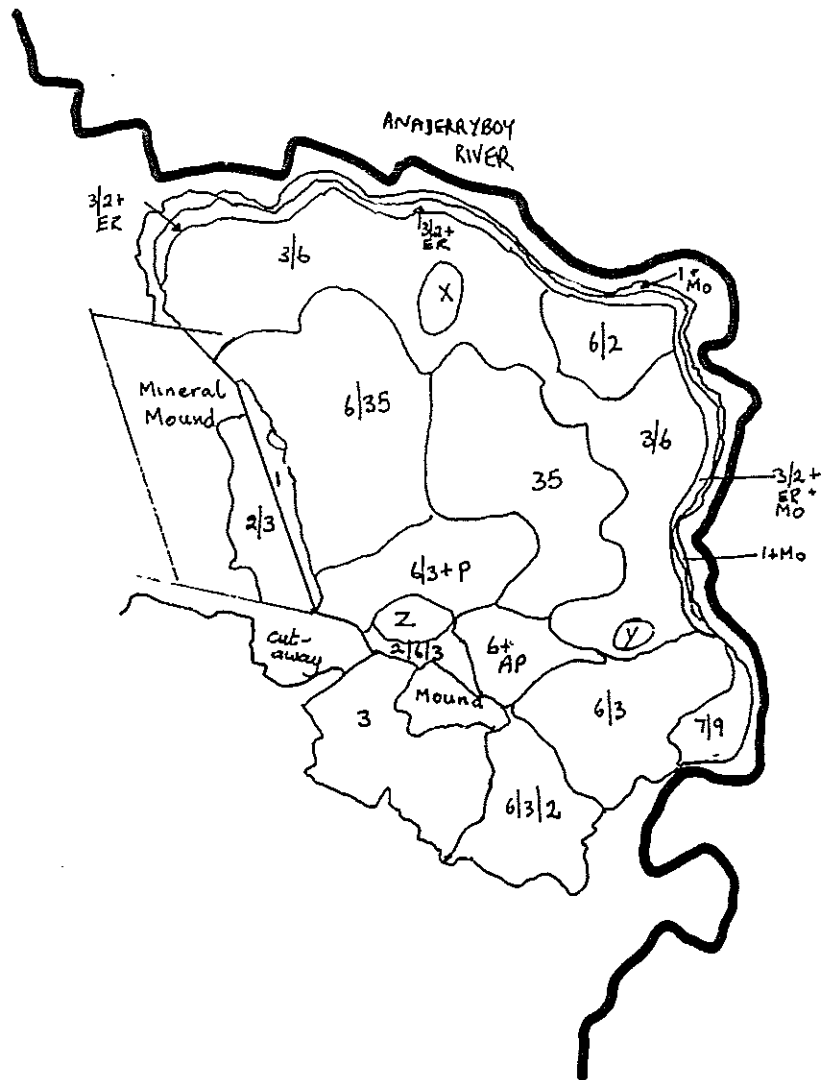 ANADERRYBOY
RIVER
3/2+
ER
3/2+
ER
3/6
1+
Mo
X
6/2
Mineral
Mound
6/35
3/6
1
35
3/2+
ER+
MO
2/3
1+Mo
6/3+P
Z
Y
Cut-
away
2/6/3
6+
AP
Mound
3
6/3
7/9
6/3/2